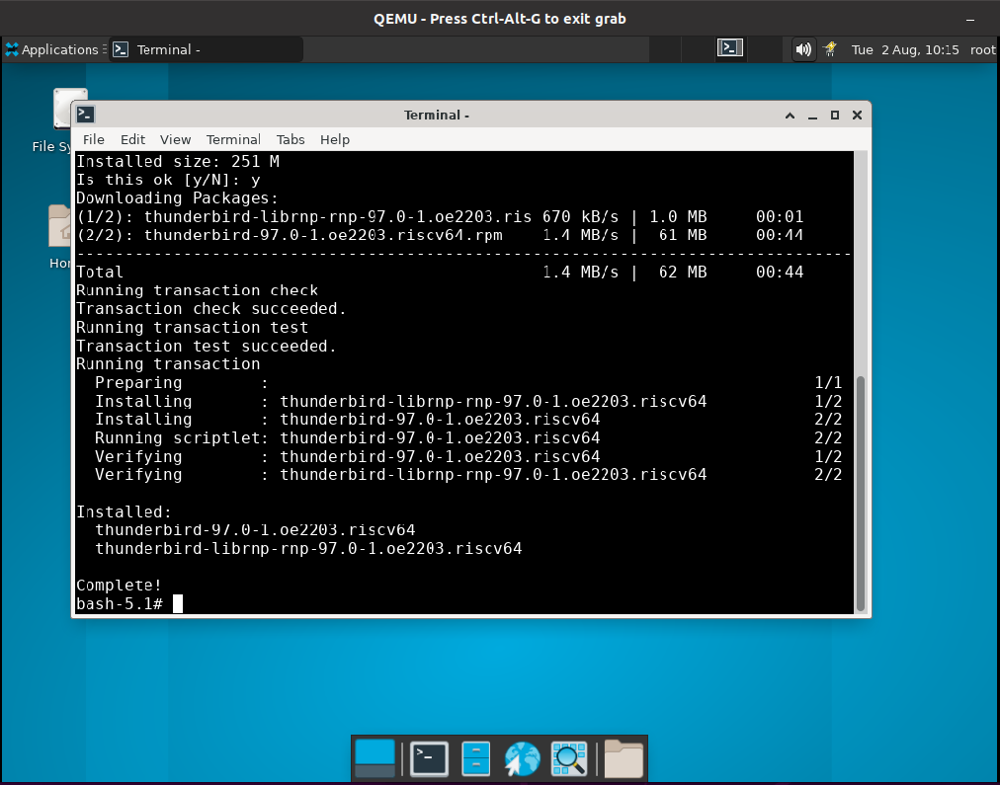 QEMU - Press Ctrl-Alt-G to exit grab
Applications Terminal - Tue 2 Aug, 10:15 root
File Sy
Hor
Terminal -
File Edit View Terminal Tabs Help
Installed size: 251 M
Is this ok [y/N]: y
Downloading Packages:
(1/2): thunderbird-librnp-rnp-97.0-1.oe2203.ris 670 kB/s | 1.0 MB 00:01
(2/2): thunderbird-97.0-1.oe2203.riscv64.rpm 1.4 MB/s | 61 MB 00:44
--------------------------------------------------------------------------------
Total 1.4 MB/s | 62 MB 00:44
Running transaction check
Transaction check succeeded.
Running transaction test
Transaction test succeeded.
Running transaction
Preparing : 1/1
Installing : thunderbird-librnp-rnp-97.0-1.oe2203.riscv64 1/2
Installing : thunderbird-97.0-1.oe2203.riscv64 2/2
Running scriptlet: thunderbird-97.0-1.oe2203.riscv64 2/2
Verifying : thunderbird-97.0-1.oe2203.riscv64 1/2
Verifying : thunderbird-librnp-rnp-97.0-1.oe2203.riscv64 2/2
Installed:
thunderbird-97.0-1.oe2203.riscv64
thunderbird-librnp-rnp-97.0-1.oe2203.riscv64
Complete!
bash-5.1#